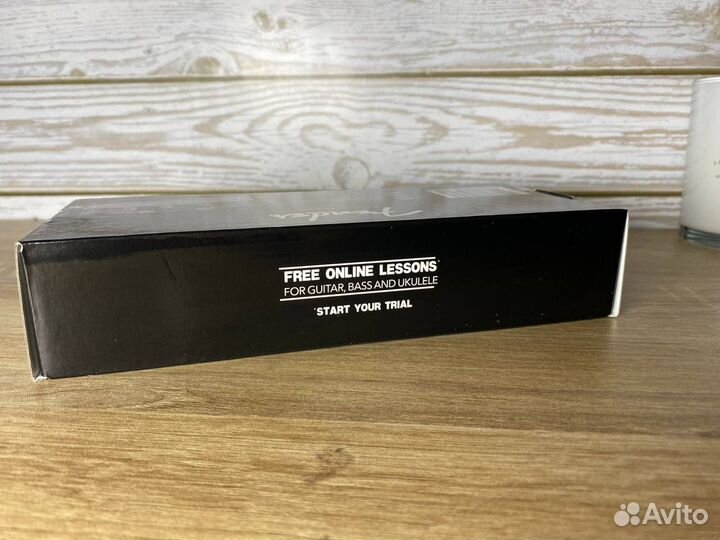 Fender
FREE ONLINE LESSONS*
FOR GUITAR, BASS AND UKULELE
*START YOUR TRIAL
Avito